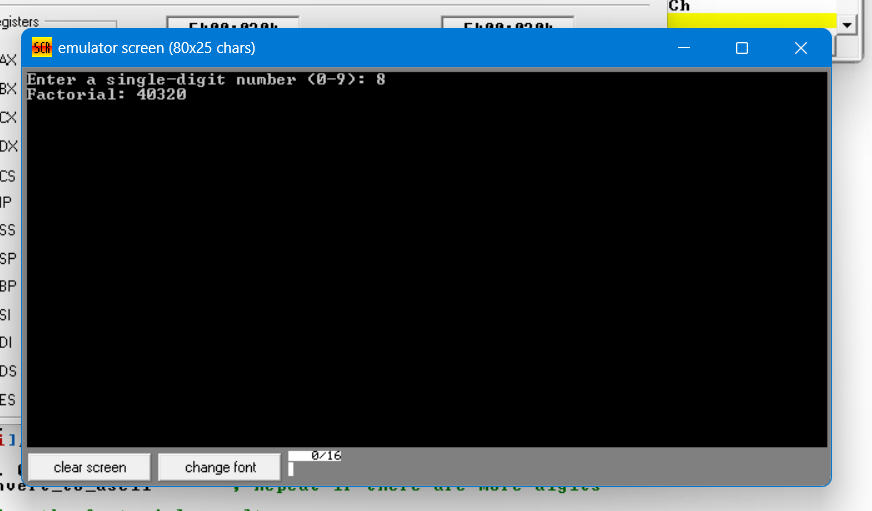 Ch
emulator screen (80x25 chars)
Enter a single-digit number (0-9): 8
Factorial: 40320
AX
BX
CX
DX
CS
IP
SS
SP
BP
SI
DI
DS
ES
clear screen
change font
0/16